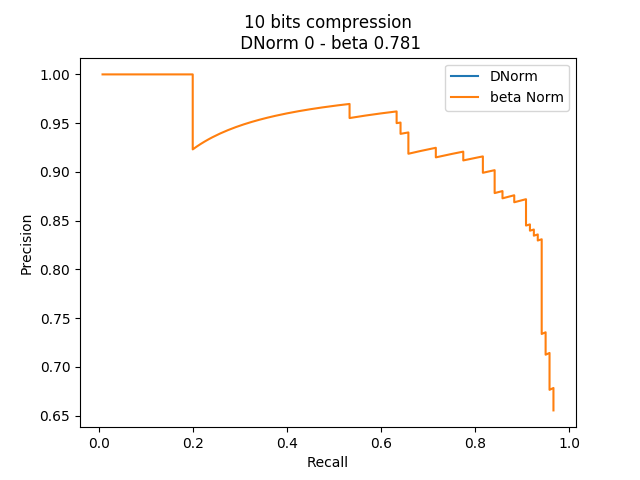 10 bits compression
DNorm 0 - beta 0.781
DNorm
beta Norm
1.00
0.95
0.90
0.85
0.80
0.75
0.70
0.65
Precision
0.0 0.2 0.4 0.6 0.8 1.0
Recall